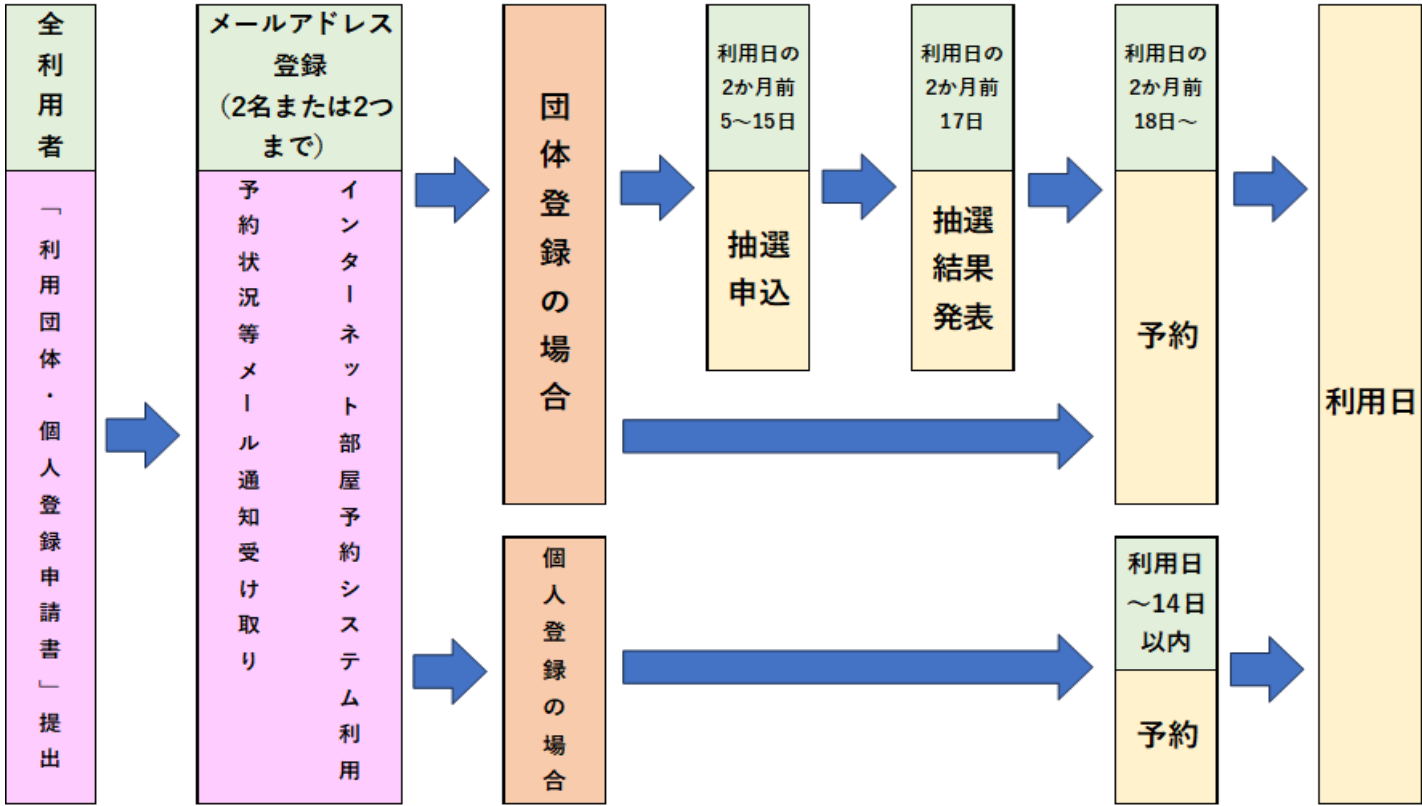 全利用者
「利用団体・個人登録申請書」提出
メールアドレス
登録
（2名または2つ
まで）
インターネット部屋予約システム利用
予約状況等メール通知受け取り
団体登録の場合
利用日の
2か月前
5～15日
抽選
申込
利用日の
2か月前
17日
抽選
結果
発表
利用日の
2か月前
18日～
予約
個人登録の場合
利用日
～14日
以内
予約
利用日